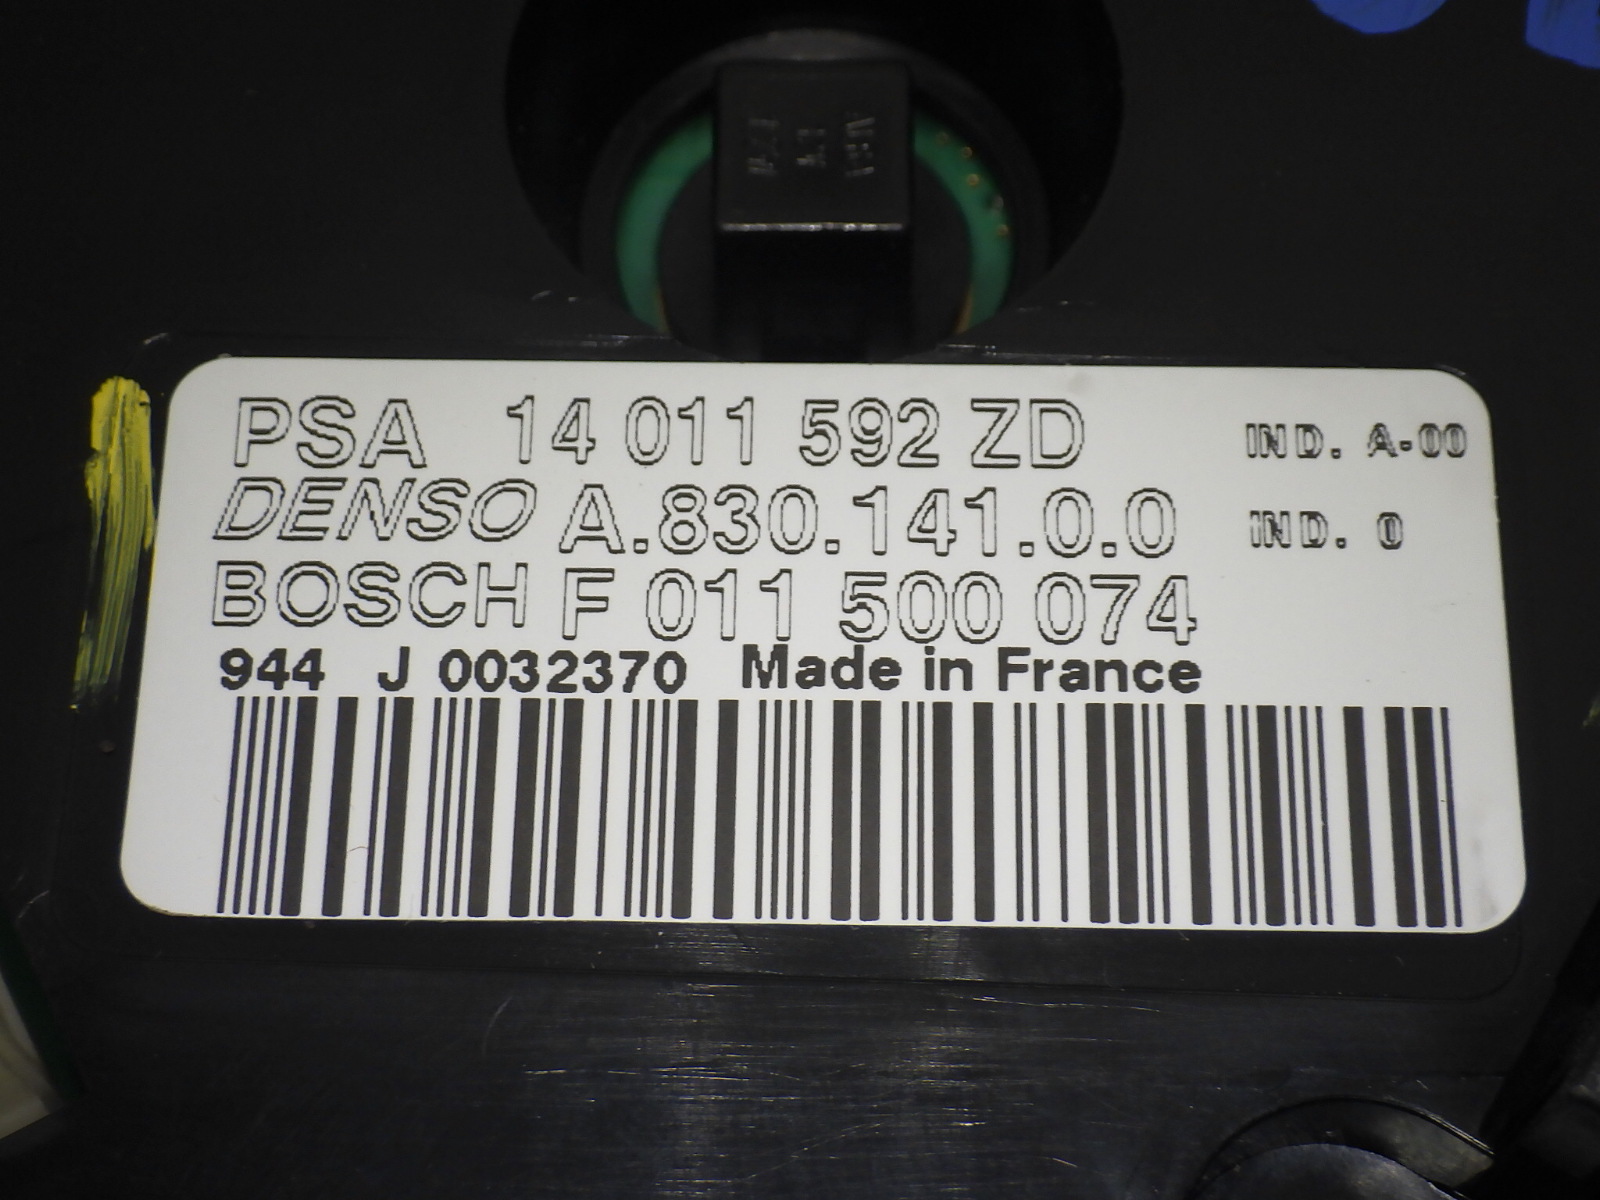 PSA 14 011 592 ZD IND. A-00
DENSO A.830.141.0.0 IND. 0
BOSCH F 011 500 074
944 J 0032370 Made in France